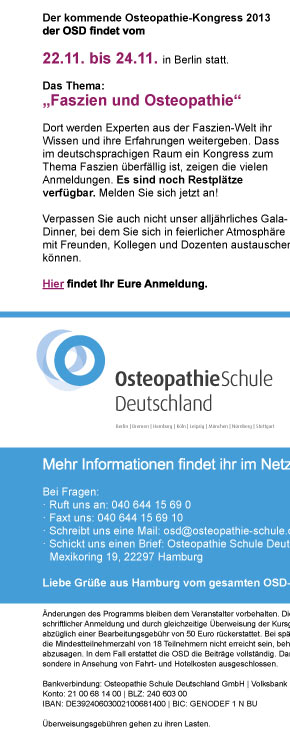 Der kommende Osteopathie-Kongress 2013
der OSD findet vom
22.11. bis 24.11. in Berlin statt.
Das Thema:
„Faszien und Osteopathie“
Dort werden Experten aus der Faszien-Welt ihr
Wissen und ihre Erfahrungen weitergeben. Dass
im deutschsprachigen Raum ein Kongress zum
Thema Faszien überfällig ist, zeigen die vielen
Anmeldungen. Es sind noch Restplätze
verfügbar. Melden Sie sich jetzt an!
Verpassen Sie auch nicht unser alljährliches Gala-
Dinner, bei dem Sie sich in feierlicher Atmosphäre
mit Freunden, Kollegen und Dozenten austauschen
können.
Hier findet Ihr Eure Anmeldung.
OsteopathieSchule
Deutschland
Berlin | Bremen | Hamburg | Köln | Leipzig | München | Nürnberg | Stuttgart
Mehr Informationen findet ihr im Netz
Bei Fragen:
· Ruft uns an: 040 644 15 69 0
· Faxt uns: 040 644 15 69 10
· Schreibt uns eine Mail: osd@osteopathie-schule.
· Schickt uns einen Brief: Osteopathie Schule Deut
Mexikoring 19, 22297 Hamburg
Liebe Grüße aus Hamburg vom gesamten OSD-
Änderungen des Programms bleiben dem Veranstalter vorbehalten. Di
schriftlicher Anmeldung und durch gleichzeitige Überweisung der Kursg
abzüglich einer Bearbeitungsgebühr von 50 Euro rückerstattet. Bei spä
die Mindestteilnehmerzahl von 18 Teilnehmern nicht erreicht sein, beh
abzusagen. In dem Fall erstattet die OSD die Beiträge vollständig. Da
sondere in Ansehung von Fahrt- und Hotelkosten ausgeschlossen.
Bankverbindung: Osteopathie Schule Deutschland GmbH | Volksbank
Konto: 21 00 68 14 00 | BLZ: 240 603 00
IBAN: DE39240603002100681400 | BIC: GENODEF 1 N BU
Überweisungsgebühren gehen zu ihren Lasten.